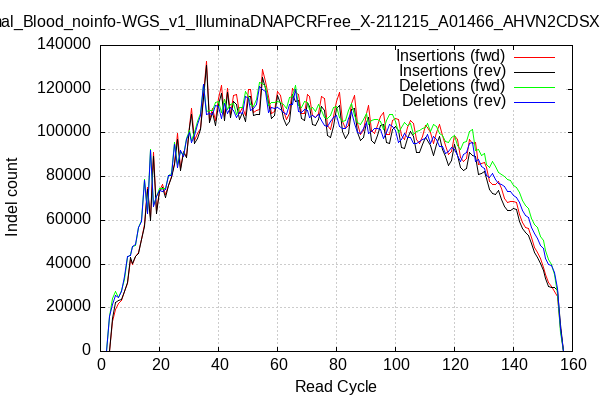 nal_Blood_noinfo-WGS_v1_IlluminaDNAPCRFree_X-211215_A01466_AHVN2CDSX
Insertions (fwd)
Insertions (rev)
Deletions (fwd)
Deletions (rev)
140000
120000
100000
80000
60000
40000
20000
0
Indel count
0 20 40 60 80 100 120 140 160
Read Cycle